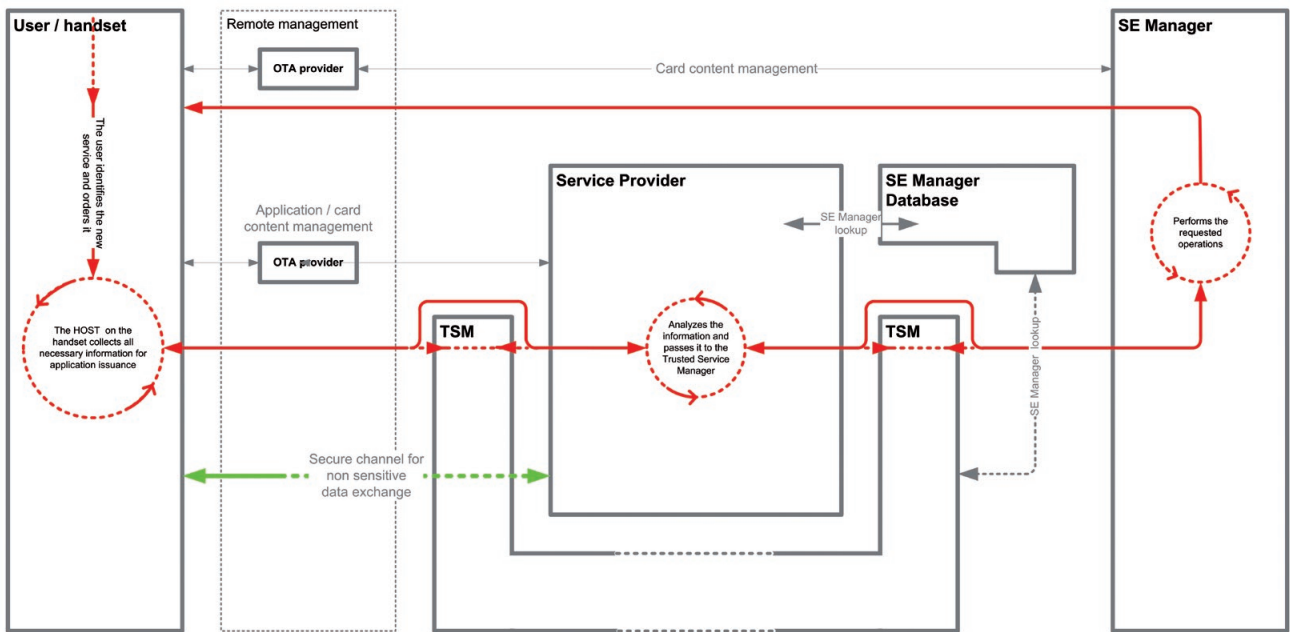 User / handset
Remote management
SE Manager
OTA provider
Card content management
The user identifies the new
service and orders it
Service Provider
SE Manager
Database
SE Manager
lookup
Performs the
requested
operations
Application / card
content management
OTA provider
The HOST on the
handset collects all
necessary information for
application issuance
TSM
Analyzes the
information and
passes it to the
Trusted Service
Manager
TSM
SE Manager lookup
Secure channel for
non sensitive
data exchange